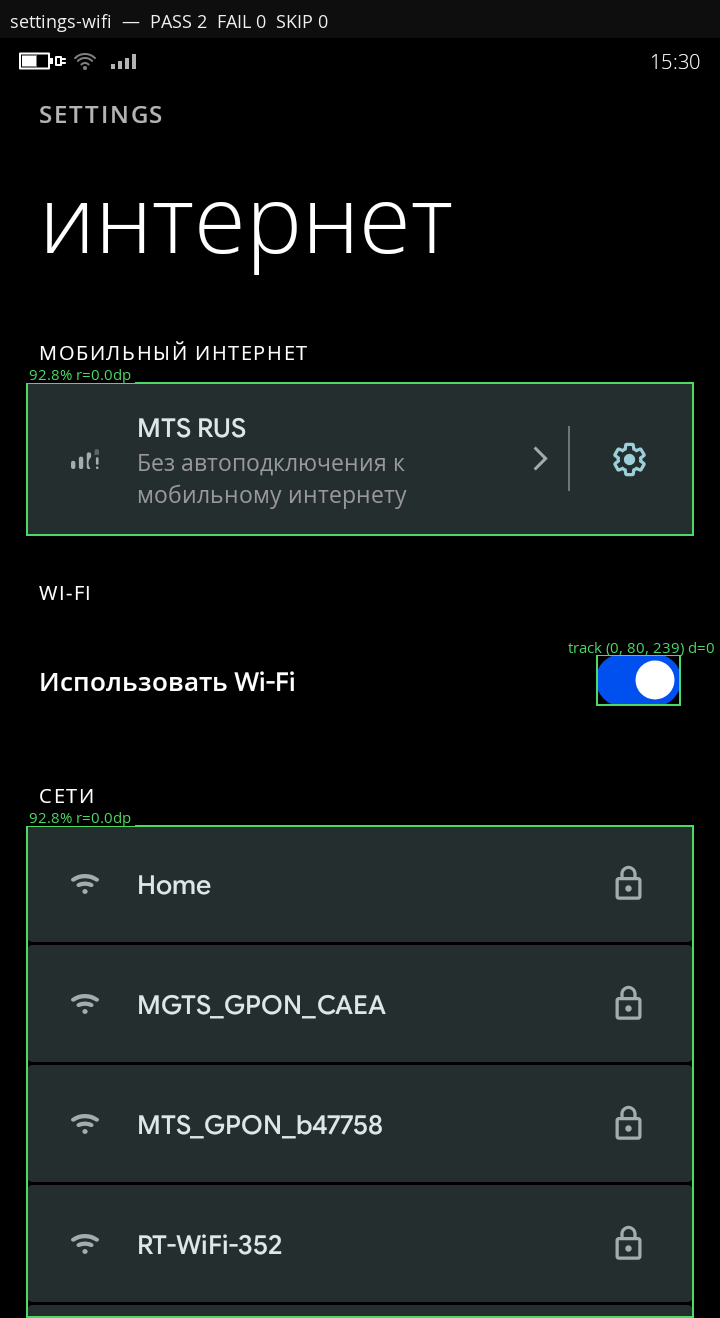 settings-wifi — PASS 2 FAIL 0 SKIP 0
15:30
SETTINGS
интернет
МОБИЛЬНЫЙ ИНТЕРНЕТ
92.8% r=0.0dp
MTS RUS
Без автоподключения к
мобильному интернету
WI-FI
track (0, 80, 239) d=0
Использовать Wi-Fi
СЕТИ
92.8% r=0.0dp
Home
MGTS_GPON_CAEA
MTS_GPON_b47758
RT-WiFi-352